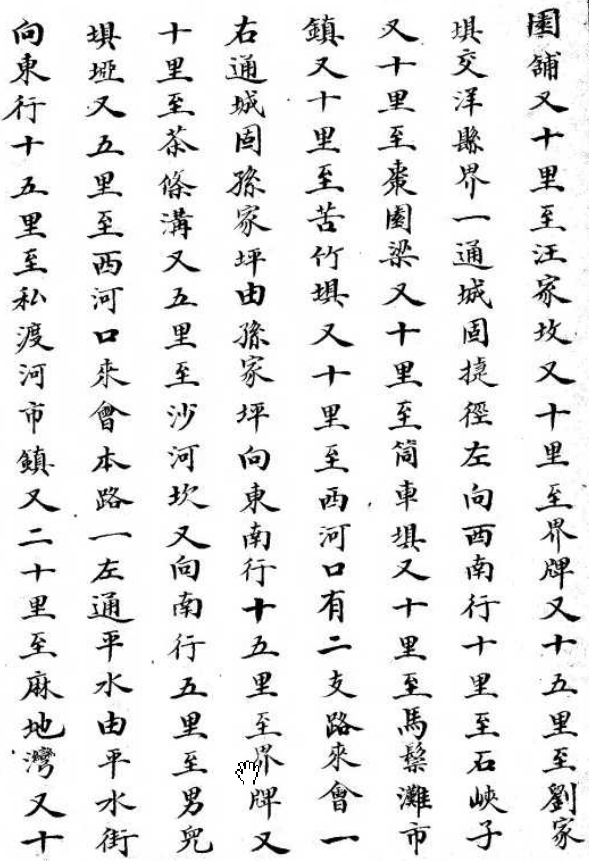 園舖又十里至汪家坆又十里至界牌又十五里至劉家
埧交洋縣界一通城固捷徑左向西南行十里至石峽子
又十里至棗園梁又十里至筒車埧又十里至馬鬃灘市
鎮又十里至苦竹埧又十里至西河口有二支路來會一
右通城固孫家坪由孫家坪向東南行十五里至界牌又
十里至茶條溝又五里至沙河坎又向南行五里至男兒
埧埡又五里至西河口來會本路一左通平水由平水街
向東行十五里至私渡河市鎮又二十里至麻地灣又十